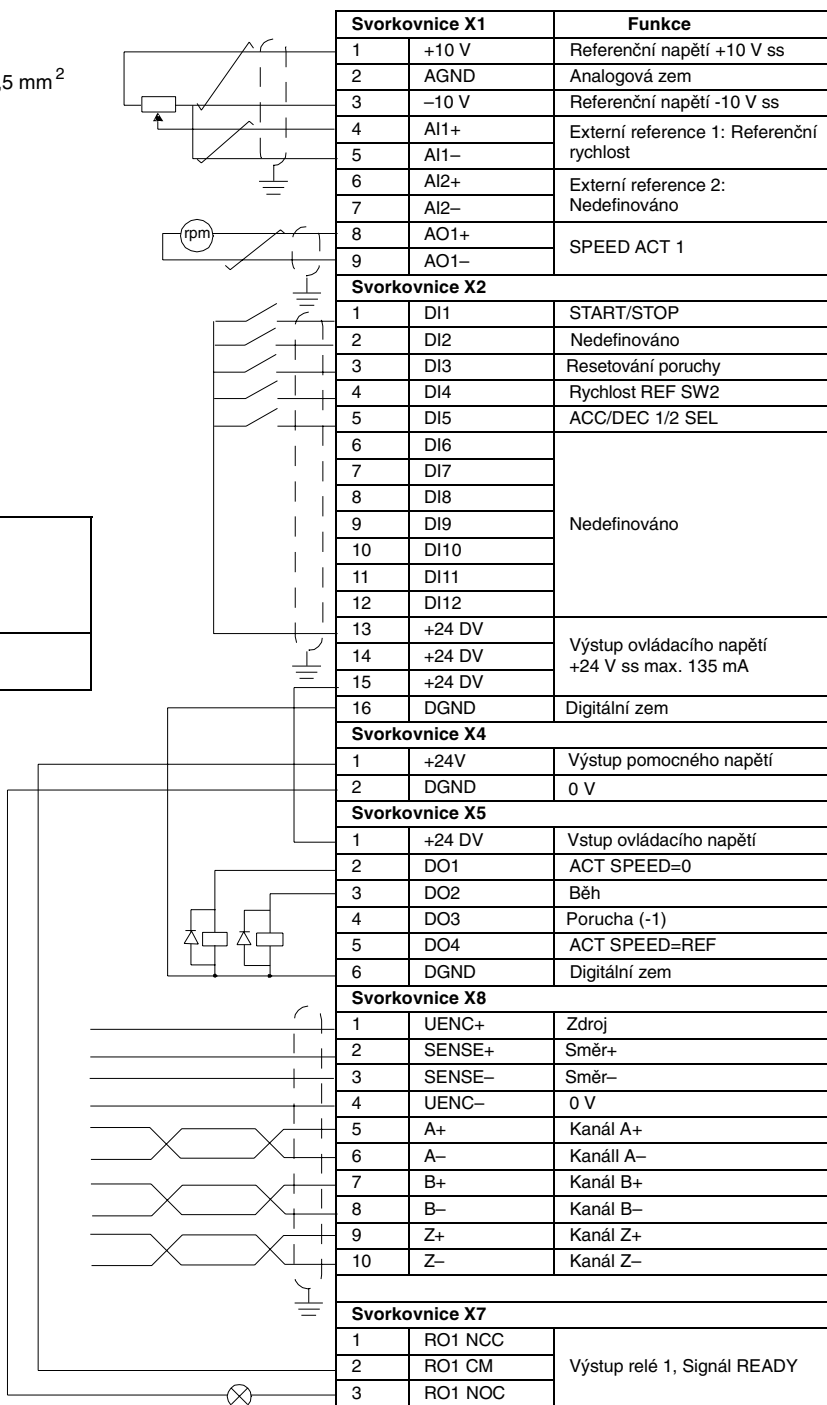 ,5 mm2
Svorkovnice X1 Funkce
1 +10 V Referenční napětí +10 V ss
2 AGND Analogová zem
3 –10 V Referenční napětí -10 V ss
4 AI1+ Externí reference 1: Referenční
rychlost
5 AI1–
6 AI2+ Externí reference 2:
Nedefinováno
7 AI2–
rpm
8 AO1+ SPEED ACT 1
9 AO1–
Svorkovnice X2
1 DI1 START/STOP
2 DI2 Nedefinováno
3 DI3 Resetování poruchy
4 DI4 Rychlost REF SW2
5 DI5 ACC/DEC 1/2 SEL
6 DI6
7 DI7
8 DI8
9 DI9 Nedefinováno
10 DI10
11 DI11
12 DI12
13 +24 DV Výstup ovládacího napětí
14 +24 DV +24 V ss max. 135 mA
15 +24 DV
16 DGND Digitální zem
Svorkovnice X4
1 +24V Výstup pomocného napětí
2 DGND 0 V
Svorkovnice X5
1 +24 DV Vstup ovládacího napětí
2 DO1 ACT SPEED=0
3 DO2 Běh
4 DO3 Porucha (-1)
5 DO4 ACT SPEED=REF
6 DGND Digitální zem
Svorkovnice X8
1 UENC+ Zdroj
2 SENSE+ Směr+
3 SENSE– Směr–
4 UENC– 0 V
5 A+ Kanál A+
6 A– Kanáll A–
7 B+ Kanál B+
8 B– Kanál B–
9 Z+ Kanál Z+
10 Z– Kanál Z–
Svorkovnice X7
1 RO1 NCC
2 RO1 CM Výstup relé 1, Signál READY
3 RO1 NOC